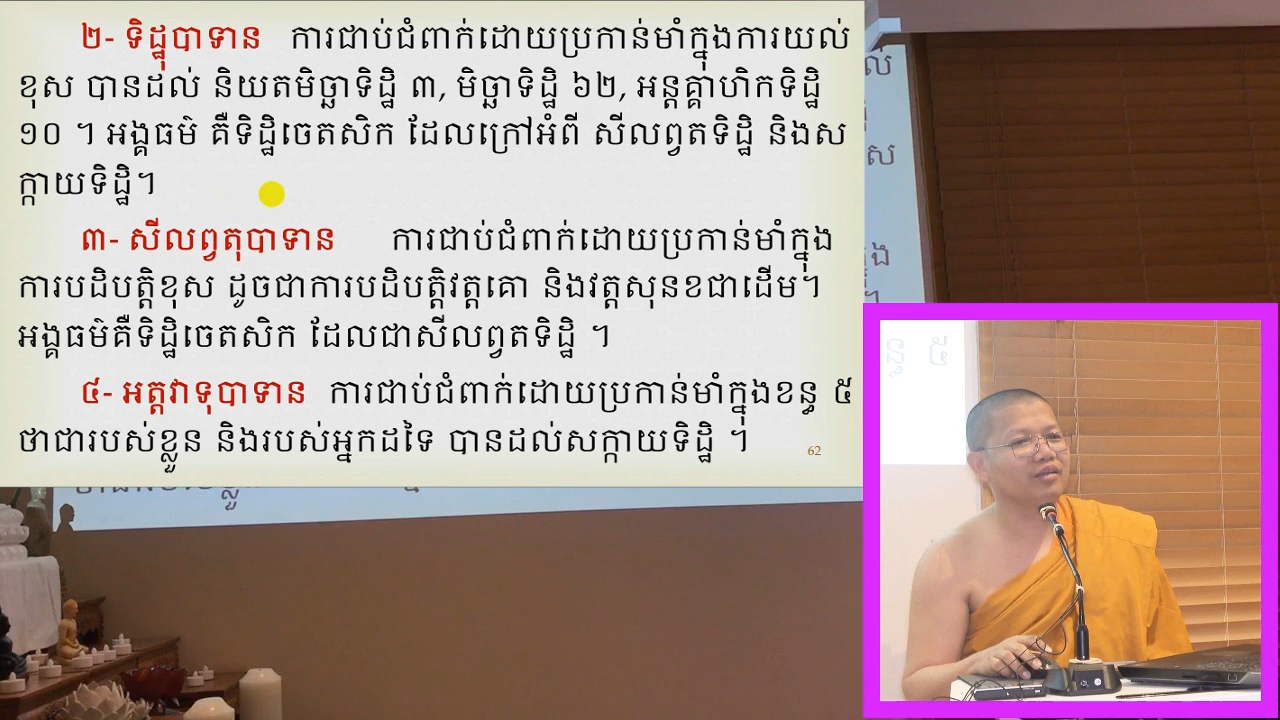 ២- ទិដ្ឋុបាទាន ការជាប់ជំពាក់ដោយប្រកាន់មាំក្នុងការយល់
ខុស បានដល់ និយតមិច្ឆាទិដ្ឋិ ៣, មិច្ឆាទិដ្ឋិ ៦២, អន្តគ្គាហិកទិដ្ឋិ
១០ ។ អង្គធម៌ គឺទិដ្ឋិចេតសិក ដែលក្រៅអំពី សីលព្វតទិដ្ឋិ និងស
ក្កាយទិដ្ឋិ។
៣- សីលព្វតុបាទាន ការជាប់ជំពាក់ដោយប្រកាន់មាំក្នុង
ការបដិបត្តិខុស ដូចជាការបដិបត្តិវត្តគោ និងវត្តសុនខជាដើម។
អង្គធម៌គឺទិដ្ឋិចេតសិក ដែលជាសីលព្វតទិដ្ឋិ ។
៤- អត្តវាទុបាទាន ការជាប់ជំពាក់ដោយប្រកាន់មាំក្នុងខន្ធ ៥
ថាជារបស់ខ្លួន និងរបស់អ្នកដទៃ បានដល់សក្កាយទិដ្ឋិ ។
62